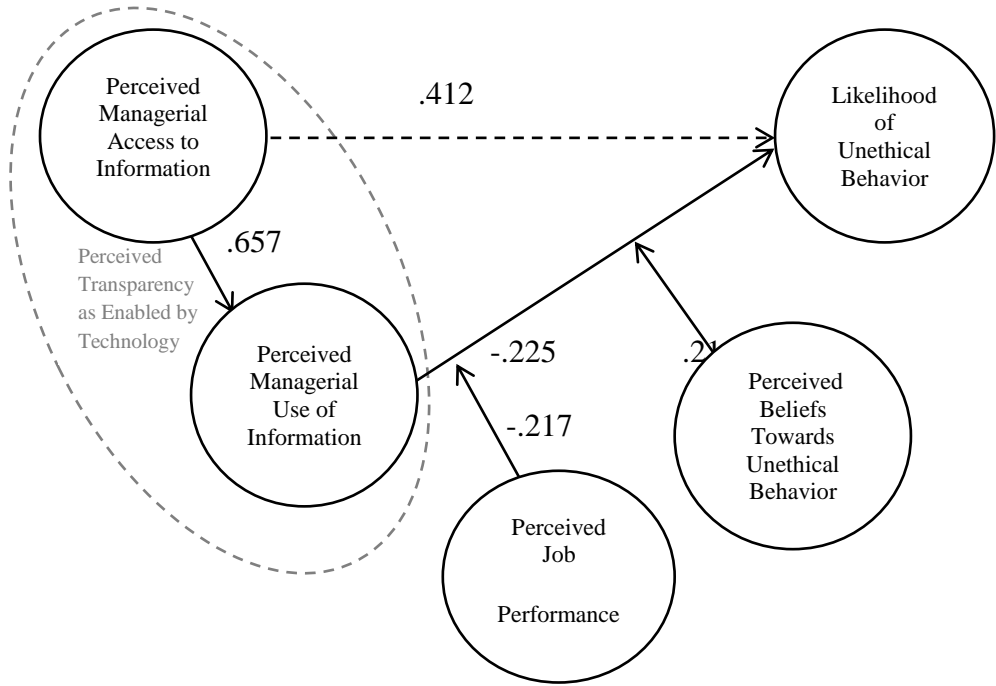 Perceived
Managerial
Access to
Information
.412
Likelihood
of
Unethical
Behavior
.657
Perceived
Transparency
as Enabled by
Technology
Perceived
Managerial
Use of
Information
-.225
-.217
Perceived
Beliefs
Towards
Unethical
Behavior
Perceived
Job
Performance